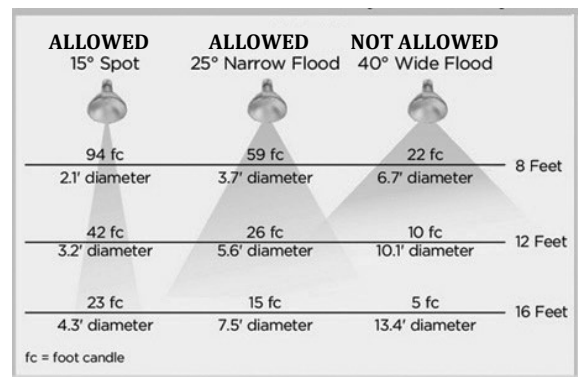 ALLOWED ALLOWED NOT ALLOWED
15° Spot 25° Narrow Flood 40° Wide Flood
94 fc 59 fc 22 fc
8 Feet
2.1' diameter 3.7' diameter 6.7' diameter
42 fc 26 fc 10 fc
12 Feet
3.2' diameter 5.6' diameter 10.1' diameter
23 fc 15 fc 5 fc
16 Feet
4.3' diameter 7.5' diameter 13.4' diameter
fc = foot candle